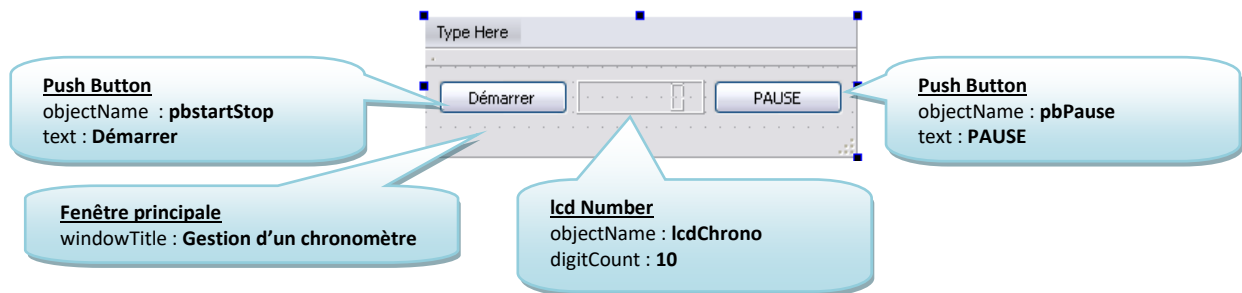 Type Here
Push Button
objectName : pbstartStop
text : Démarrer
Démarrer
0
PAUSE
Push Button
objectName : pbPause
text : PAUSE
Fenêtre principale
windowTitle : Gestion d'un chronomètre
lcd Number
objectName : lcdChrono
digitCount : 10